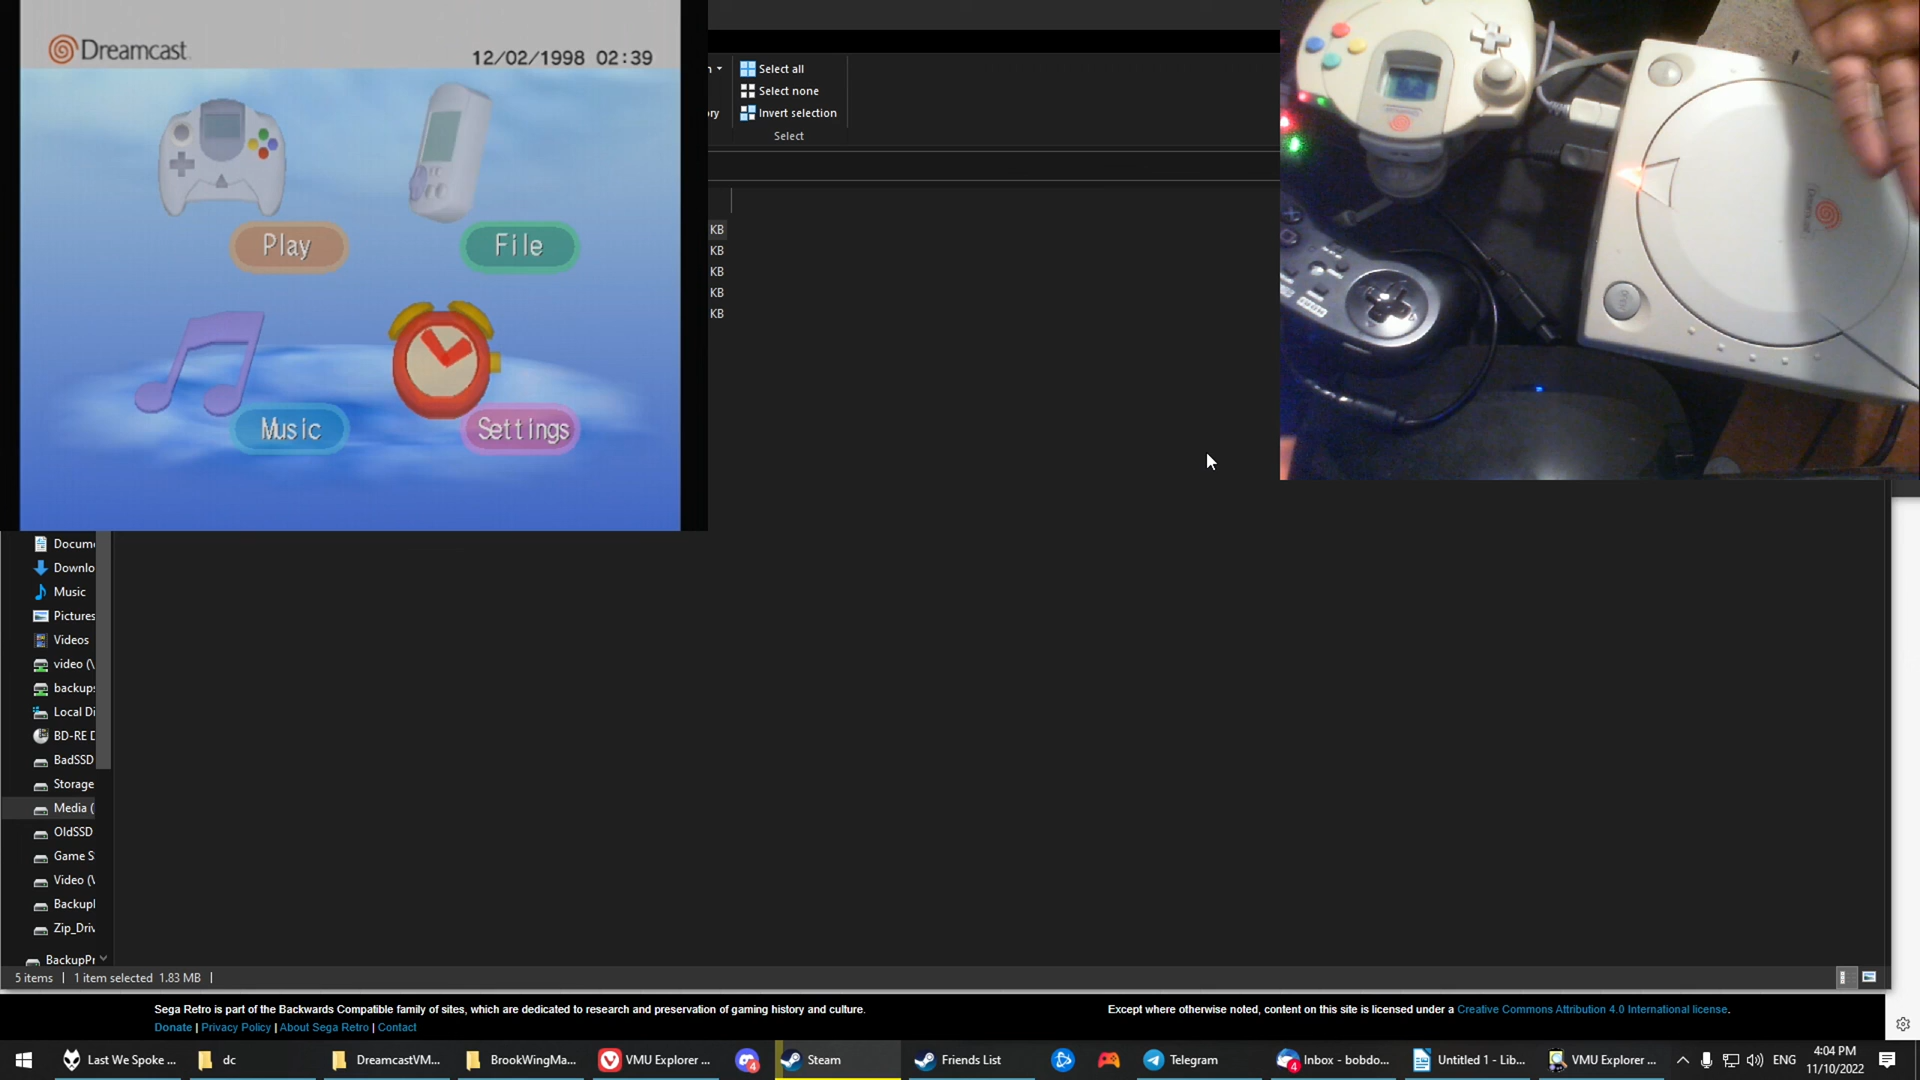 Dreamcast
12/02/1998 02:39
Play
File
Music
Settings
Select all
Select none
Invert selection
Select
KB
KB
KB
KB
KB
Docum
Downlo
Music
Pictures
Videos
video (\
backups
Local Di
BD-RE D
BadSSD
Storage
Media (
OldSSD
Game S
Video (V
Backupl
Zip_Driv
BackupPr
5 items | 1 item selected 1.83 MB |
Sega Retro is part of the Backwards Compatible family of sites, which are dedicated to research and preservation of gaming history and culture.
Except where otherwise noted, content on this site is licensed under a Creative Commons Attribution 4.0 International license.
Donate | Privacy Policy | About Sega Retro | Contact
Last We Spoke ...
dc
DreamcastVM...
BrookWingMa...
VMU Explorer ...
4
Steam
Friends List
Telegram
4
Inbox - bobdo...
Untitled 1 - Lib...
VMU Explorer ...
ENG
4:04 PM
11/10/2022